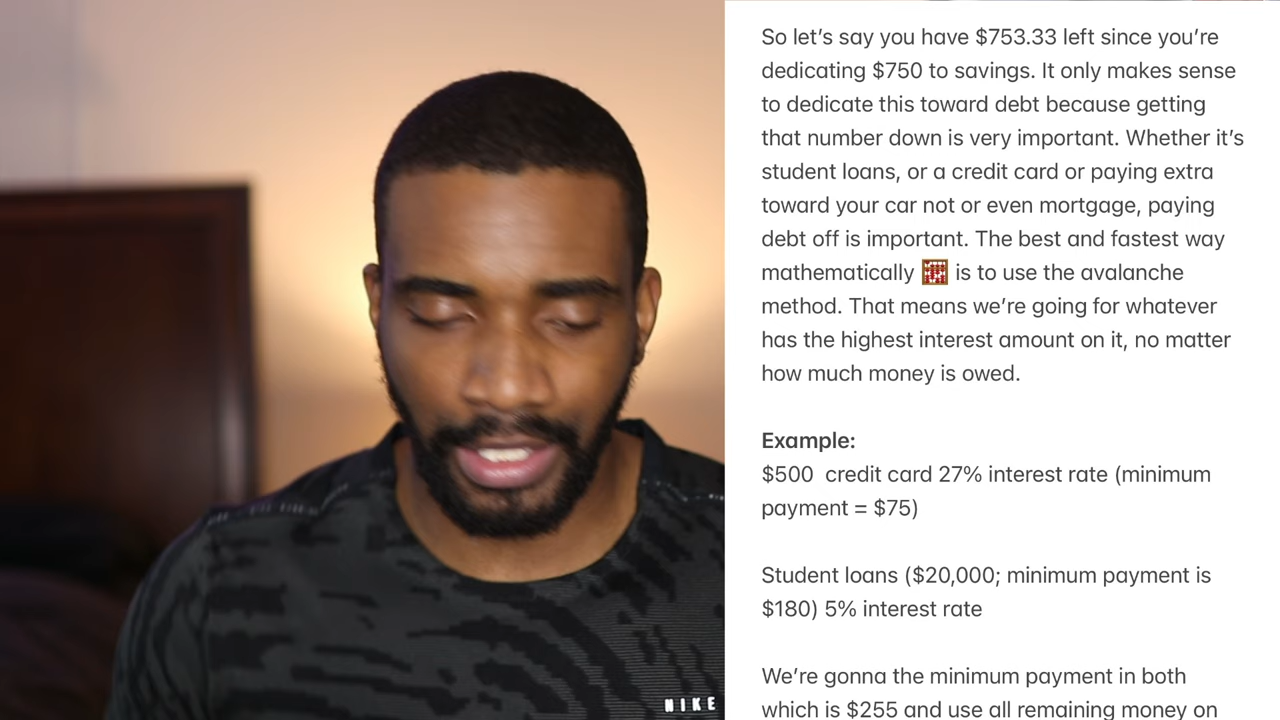 So let’s say you have $753.33 left since you’re
dedicating $750 to savings. It only makes sense
to dedicate this toward debt because getting
that number down is very important. Whether it’s
student loans, or a credit card or paying extra
toward your car not or even mortgage, paying
debt off is important. The best and fastest way
mathematically 🧮 is to use the avalanche
method. That means we’re going for whatever
has the highest interest amount on it, no matter
how much money is owed.
Example:
$500  credit card 27% interest rate (minimum
payment = $75)
Student loans ($20,000; minimum payment is
$180) 5% interest rate
We’re gonna the minimum payment in both
which is $255 and use all remaining money on
NIKE